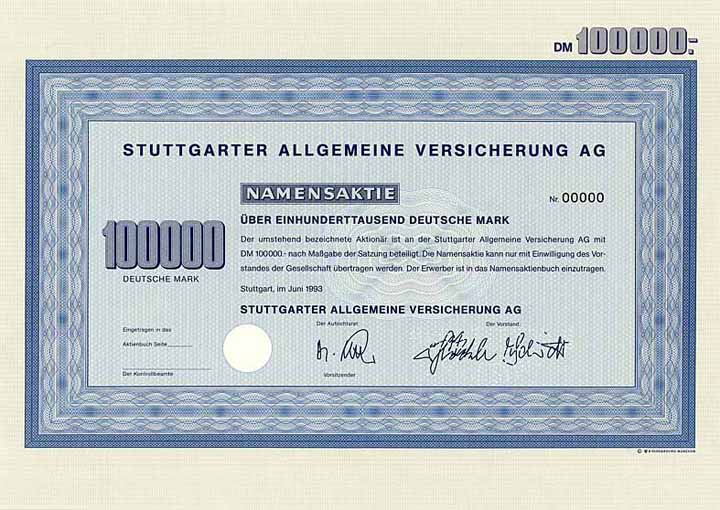 DM 100000.-
STUTTGARTER ALLGEMEINE VERSICHERUNG AG
NAMENSAKTIE
Nr. 00000
ÜBER EINHUNDERTTAUSEND DEUTSCHE MARK
100000
DEUTSCHE MARK
Der umstehend bezeichnete Aktionär ist an der Stuttgarter Allgemeine Versicherung AG mit
DM 100000.- nach Maßgabe der Satzung beteiligt. Die Namensaktie kann nur mit Einwilligung des Vor-
standes der Gesellschaft übertragen werden. Der Erwerber ist in das Namensaktienbuch einzutragen.
Stuttgart, im Juni 1993
STUTTGARTER ALLGEMEINE VERSICHERUNG AG
Eingetragen in das
Aktienbuch Seite
Der Kontrollbeamte
Der Aufsichtsrat:
Der Vorstand:
Vorsitzender
MÜNCHEN